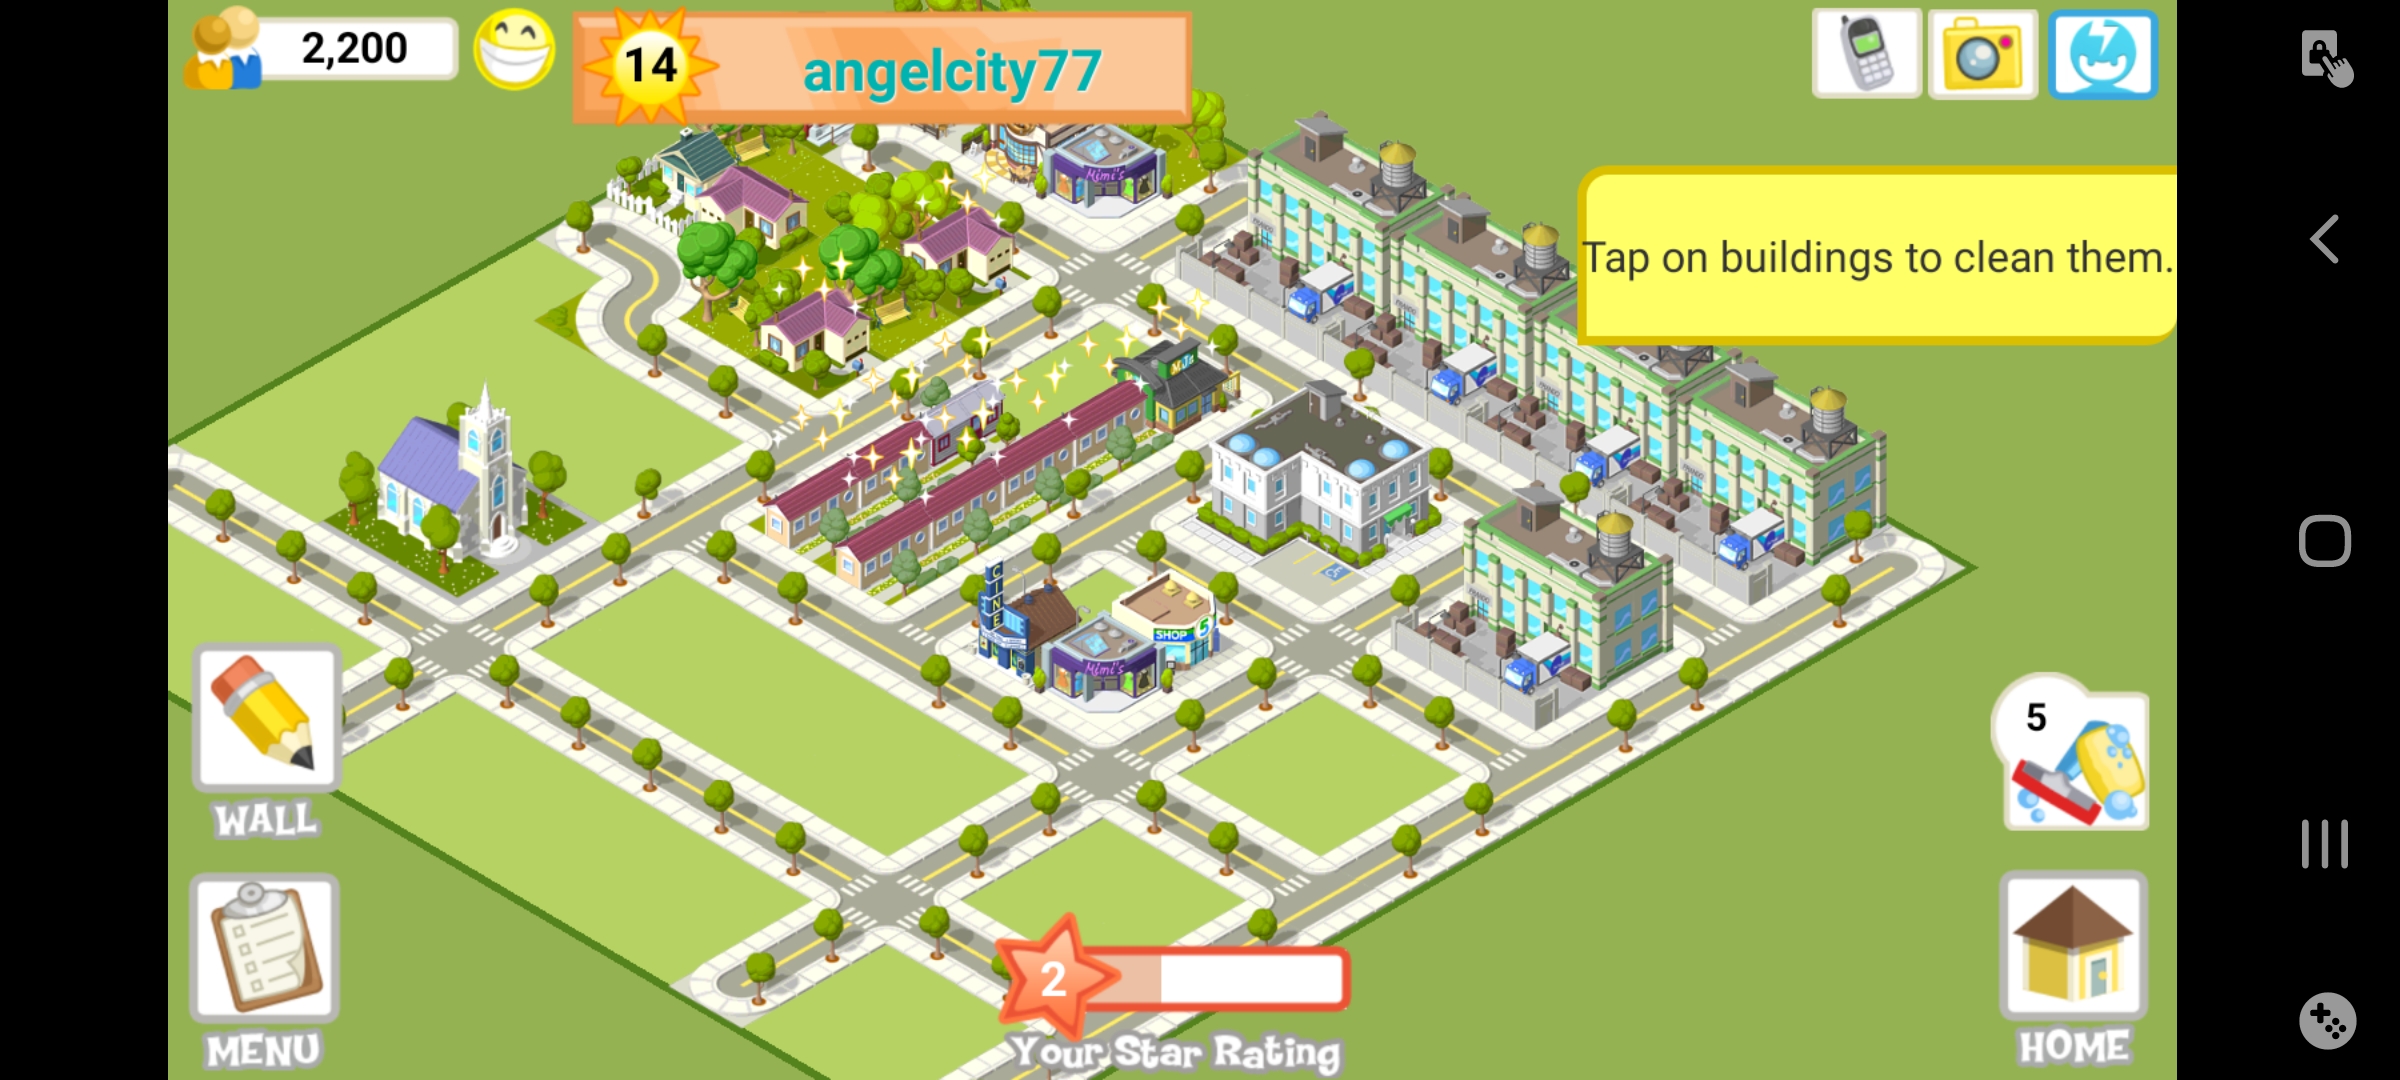 2,200
14
angelcity77
Tap on buildings to clean them.
Mimi's
CINE
SHOP 5
Mimi's
5
WALL
MENU
2
Your Star Rating
HOME